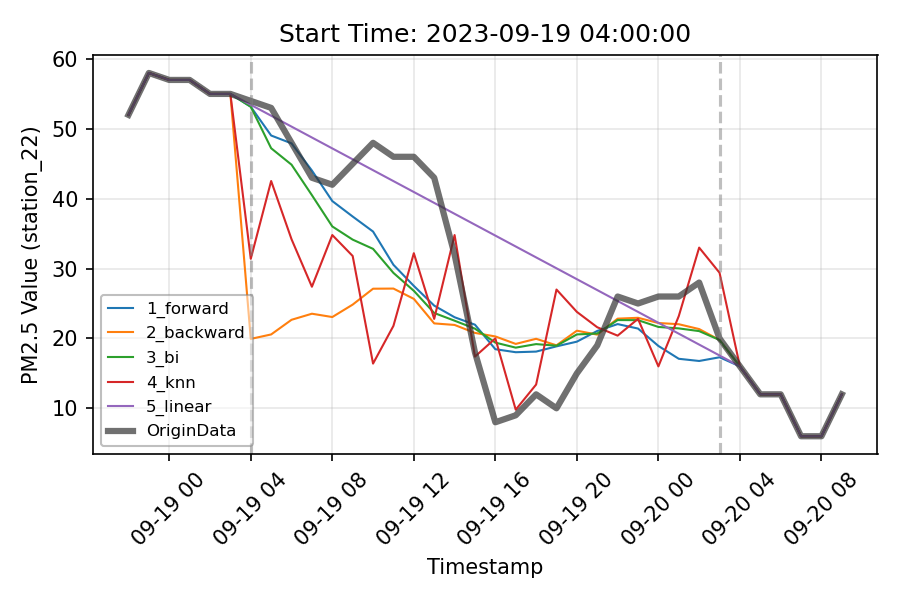 Start Time: 2023-09-19 04:00:00
PM2.5 Value (station_22)
60
50
40
30
20
10
1_forward
2_backward
3_bi
4_knn
5_linear
OriginData
09-19 00
09-19 04
09-19 08
09-19 12
09-19 16
09-19 20
09-20 00
09-20 04
09-20 08
Timestamp